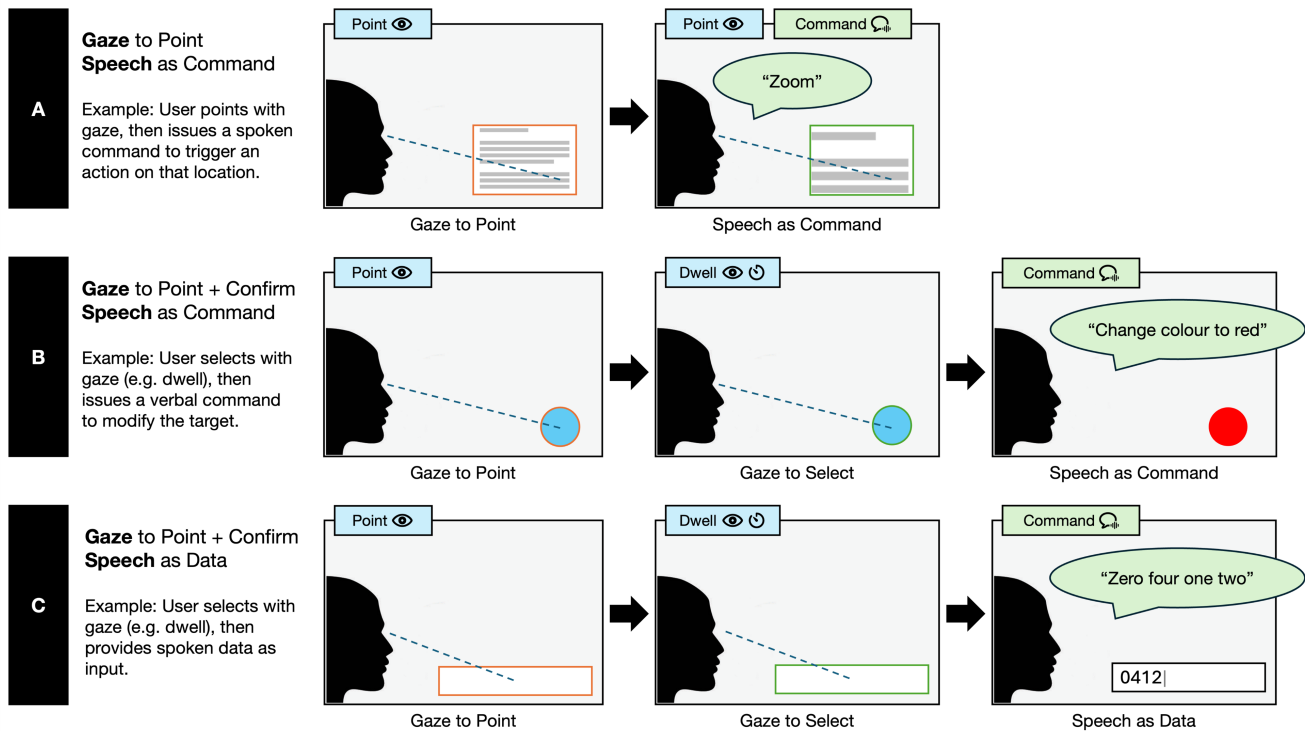 A
Gaze to Point
Speech as Command
Example: User points with
gaze, then issues a spoken
command to trigger an
action on that location.
Point
Gaze to Point
Point
Command
“Zoom”
Speech as Command
B
Gaze to Point + Confirm
Speech as Command
Example: User selects with
gaze (e.g. dwell), then
issues a verbal command
to modify the target.
Point
Gaze to Point
Dwell
Gaze to Select
Command
“Change colour to red”
Speech as Command
C
Gaze to Point + Confirm
Speech as Data
Example: User selects with
gaze (e.g. dwell), then
provides spoken data as
input.
Point
Gaze to Point
Dwell
Gaze to Select
Command
“Zero four one two”
0412
Speech as Data